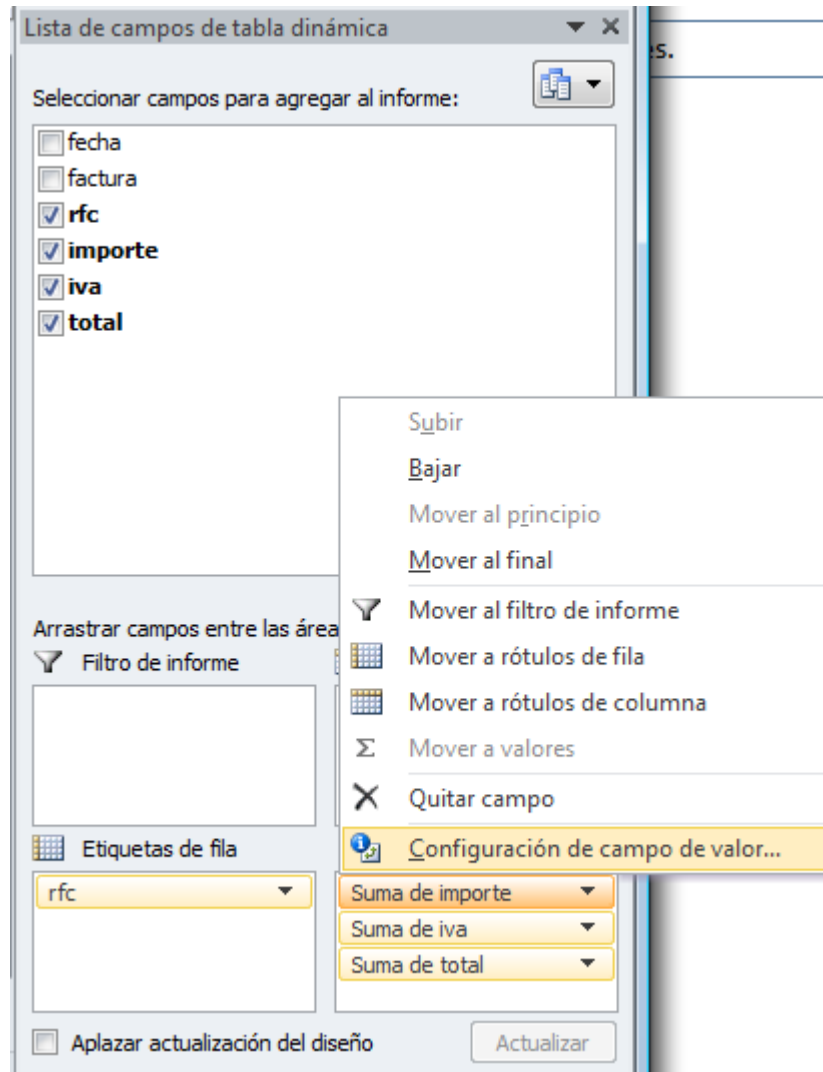 Lista de campos de tabla dinámica
s.
Seleccionar campos para agregar al informe:
fecha
factura
rfc
importe
iva
total
Subir
Bajar
Mover al principio
Mover al final
Arrastrar campos entre las área
Mover al filtro de informe
Filtro de informe
Mover a rótulos de fila
Mover a rótulos de columna
Σ Mover a valores
Quitar campo
Etiquetas de fila
Configuración de campo de valor...
rfc
Suma de importe
Suma de iva
Suma de total
Aplazar actualización del diseño
Actualizar